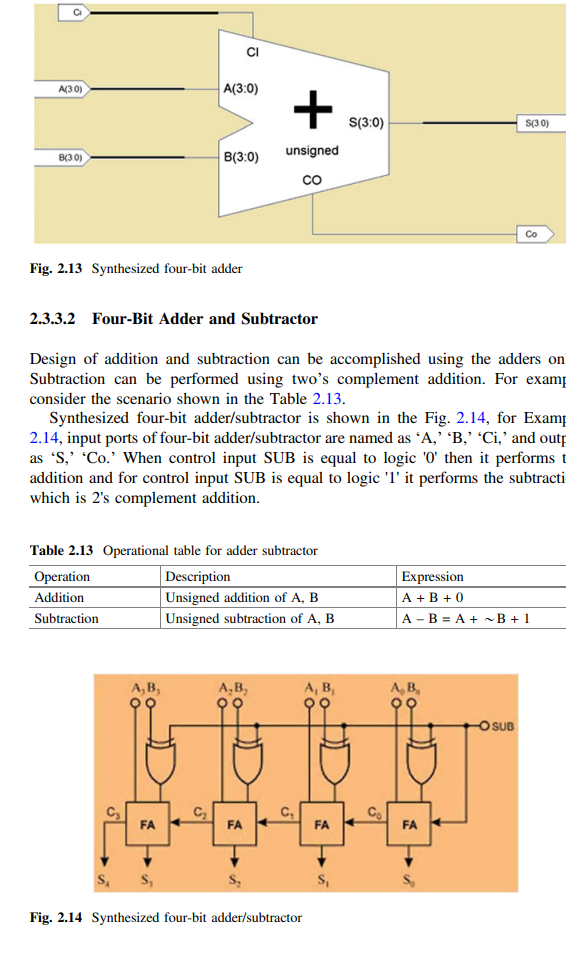 Ci
CI
A(3:0)
A(3:0)
S(3:0)
S(3:0)
B(3:0)
B(3:0)
unsigned
CO
Co
Fig. 2.13 Synthesized four-bit adder
2.3.3.2 Four-Bit Adder and Subtractor
Design of addition and subtraction can be accomplished using the adders on
Subtraction can be performed using two's complement addition. For examp
consider the scenario shown in the Table 2.13.
Synthesized four-bit adder/subtractor is shown in the Fig. 2.14, for Examp
2.14, input ports of four-bit adder/subtractor are named as ‘A,’ ‘B,’ ‘Ci,’ and outp
as ‘S,’ ‘Co.’ When control input SUB is equal to logic '0' then it performs t
addition and for control input SUB is equal to logic '1' it performs the subtracti
which is 2's complement addition.
Table 2.13 Operational table for adder subtractor
Operation Description Expression
Addition Unsigned addition of A, B A + B + 0
Subtraction Unsigned subtraction of A, B A − B = A + ~B + 1
A₃ B₃ A₂ B₂ A₁ B₁ A₀ B₀
SUB
C₃ C₂ C₁ C₀
FA FA FA FA
S₄ S₃ S₂ S₁ S₀
Fig. 2.14 Synthesized four-bit adder/subtractor